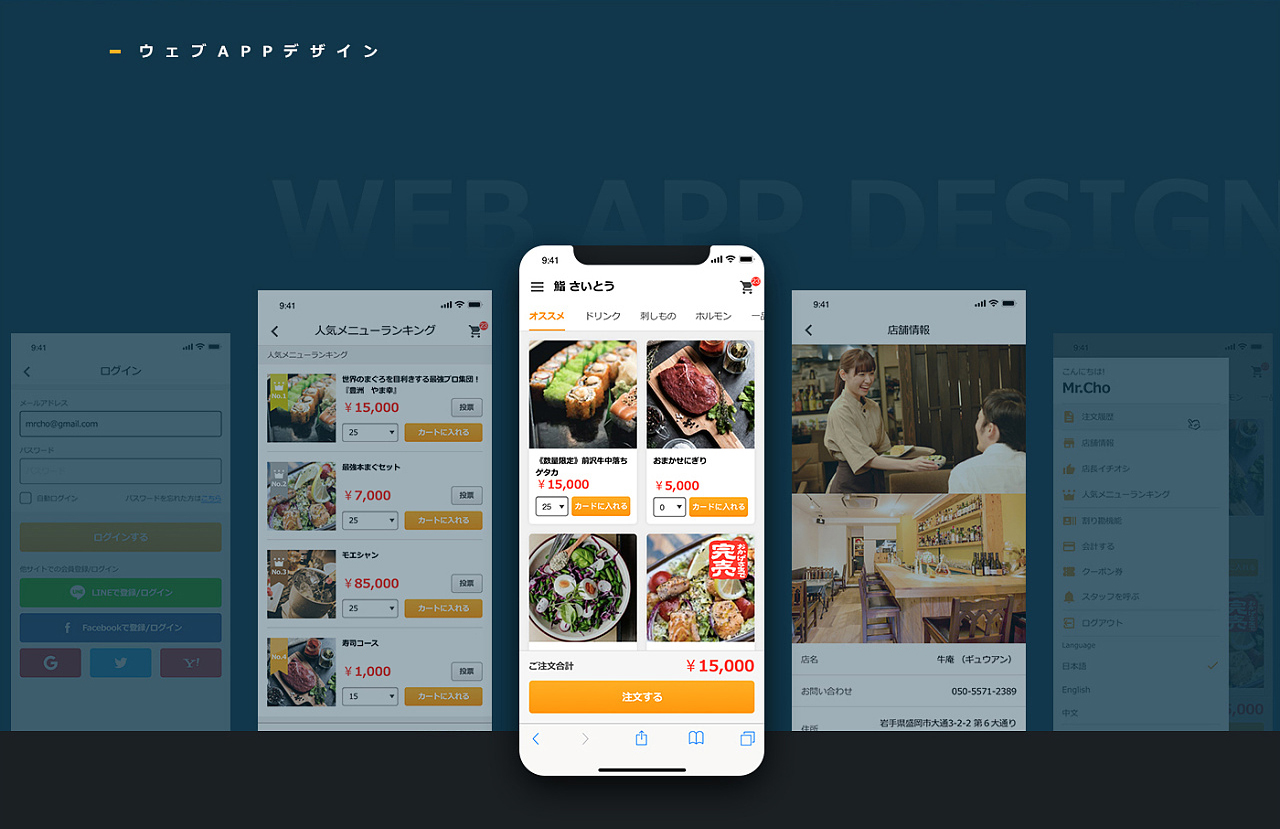 ウェブAPPデザイン
WEB APP DESIGN
9:41
ログイン
メールアドレス
mrcho@gmail.com
パスワード
パスワード
自動ログイン
パスワードを忘れた方はこちら
ログインする
他サイトでの会員登録/ログイン
LINE
LINEで登録/ログイン
f Facebookで登録/ログイン
G
Y!
9:41
人気メニューランキング
23
人気メニューランキング
No.1
世界のまぐろを目利きする最強プロ集団！
『豊洲　やま幸』
￥15,000
投票
25
カートに入れる
No.2
最強本まぐセット
￥7,000
投票
25
カートに入れる
No.3
モエシャン
￥85,000
投票
25
カートに入れる
No.4
寿司コース
￥1,000
投票
15
カートに入れる
9:41
鮨 さいとう
23
オススメ
ドリンク
刺しもの
ホルモン
一品
《数量限定》前沢牛中落ち
ゲタカ
￥15,000
25
カードに入れる
おまかせにぎり
￥5,000
0
カードに入れる
おかげさまで
完売
ご注文合計
￥15,000
注文する
9:41
店舗情報
店名
牛庵 （ギュウアン）
お問い合わせ
050-5571-2389
住所
岩手県盛岡市大通3-2-2 第６大通り
9:41
こんにちは!
Mr.Cho
注文履歴
店舗情報
店長イチオシ
人気メニューランキング
割り勘機能
会計する
クーポン券
スタッフを呼ぶ
ログアウト
Language
日本語
English
中文